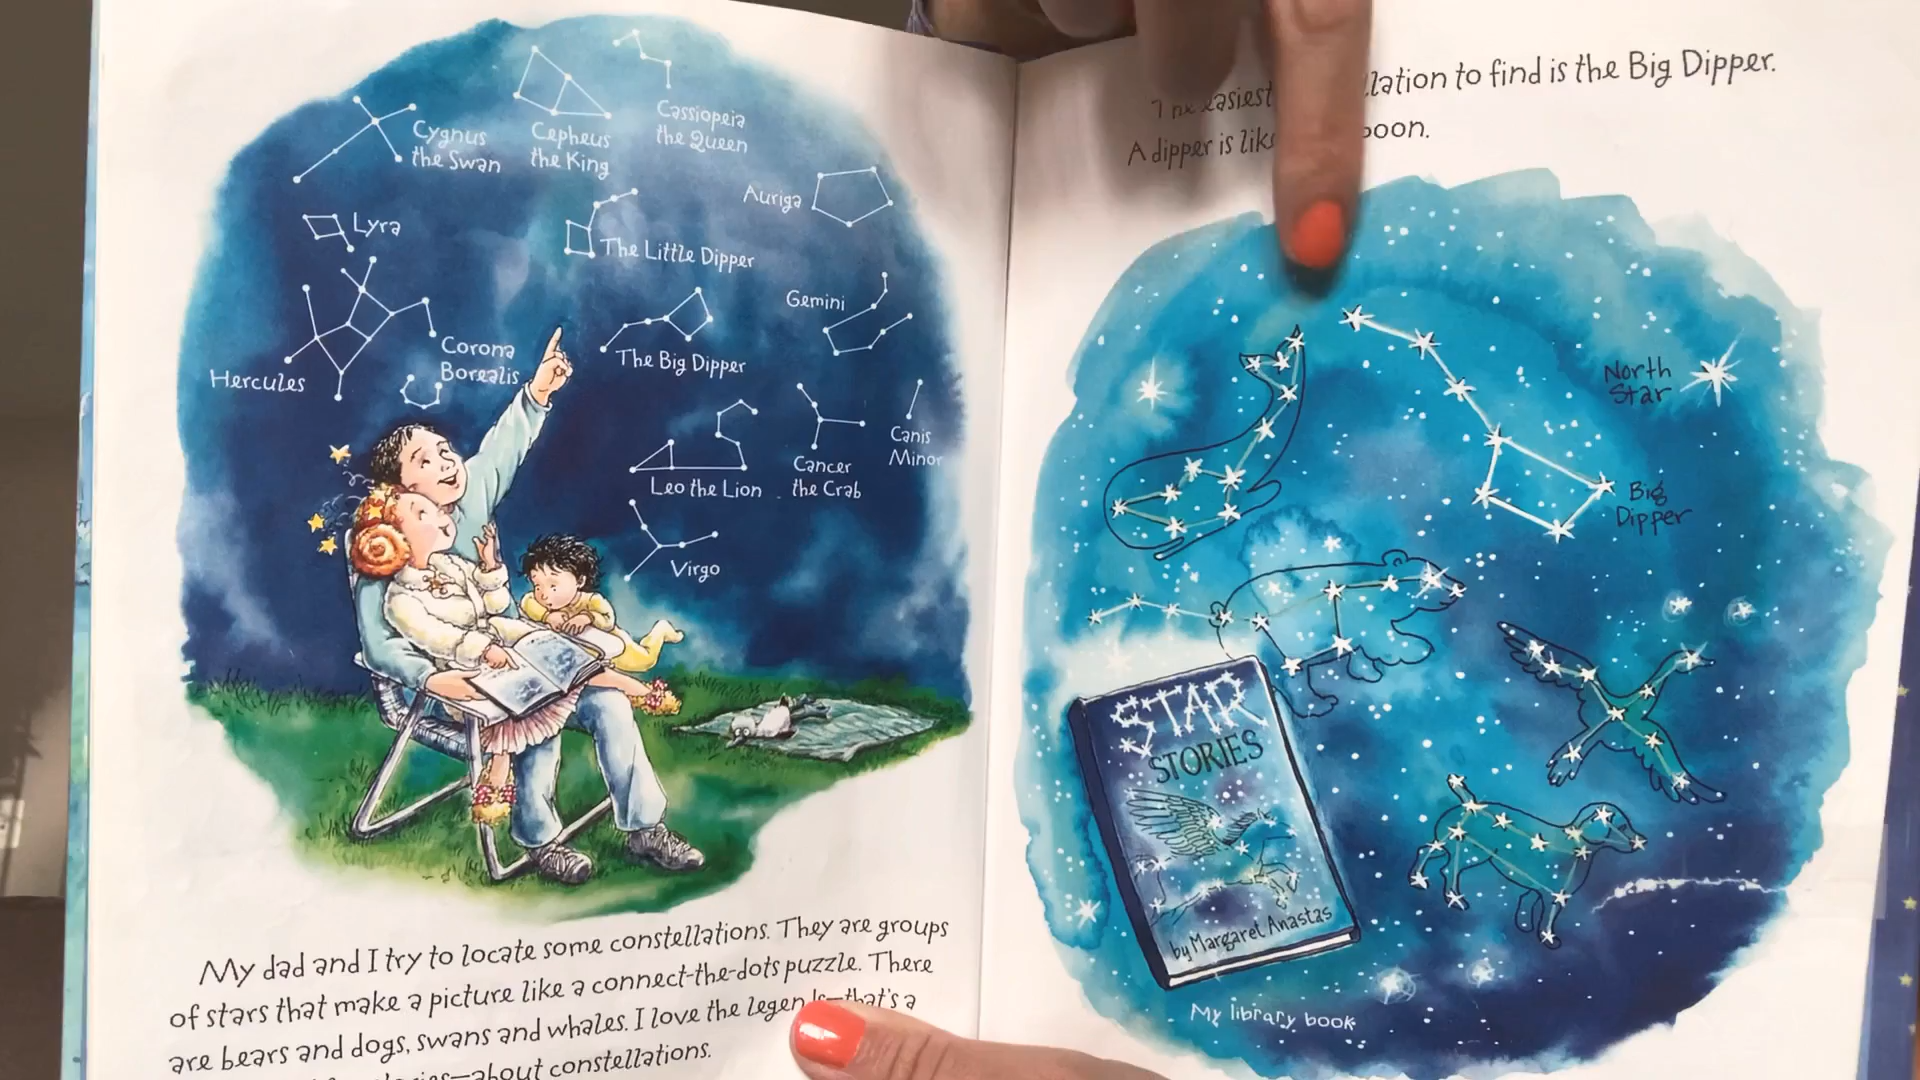 Cassiopeia
the Queen
Cygnus
the Swan
Cepheus
the King
Auriga
Lyra
The Little Dipper
Gemini
Hercules
Corona
Borealis
The Big Dipper
Leo the Lion
Cancer
the Crab
Canis
Minor
Virgo
My dad and I try to locate some constellations. They are groups
of stars that make a picture like a connect-the-dots puzzle. There
are bears and dogs, swans and whales. I love the that's a
about constellations.
easiest to find is the Big Dipper.
A dipper is
North
Star
Big
Dipper
STAR
STORIES
by Margaret Anastas
My library book